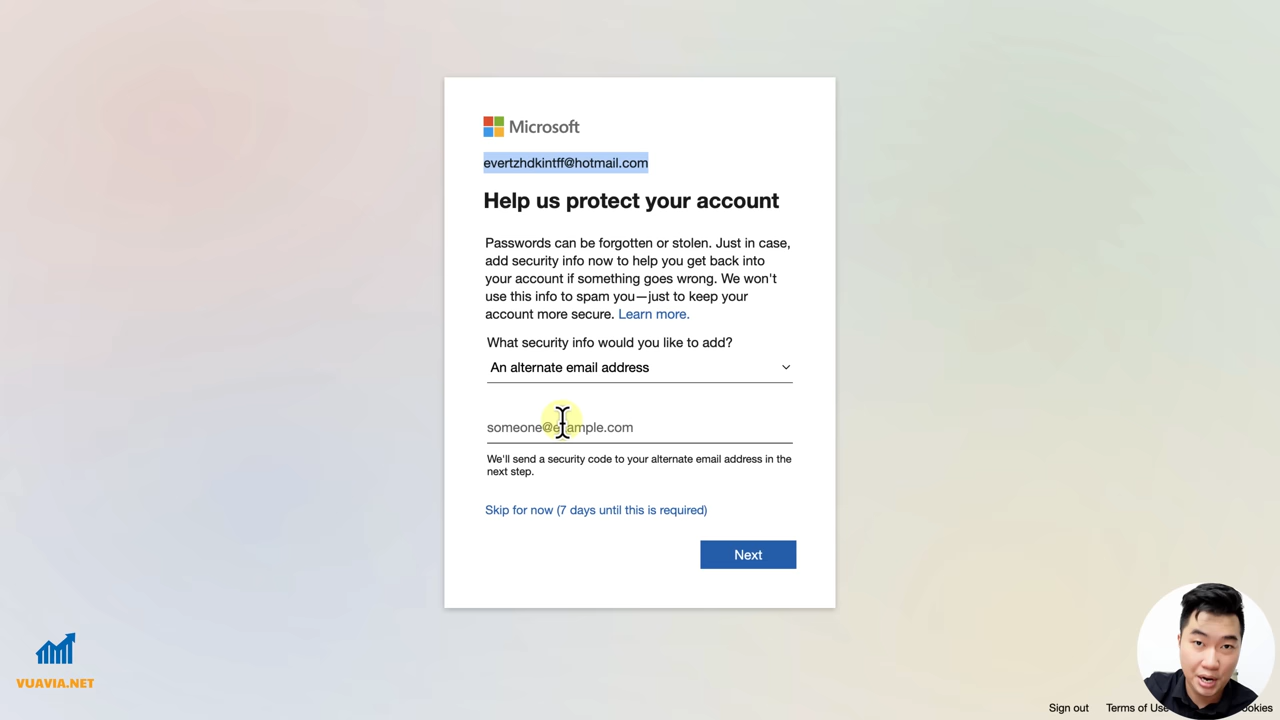 Microsoft
evertzhdkintff@hotmail.com
Help us protect your account
Passwords can be forgotten or stolen. Just in case,
add security info now to help you get back into
your account if something goes wrong. We won't
use this info to spam you—just to keep your
account more secure. Learn more.
What security info would you like to add?
An alternate email address
someone@example.com
We'll send a security code to your alternate email address in the
next step.
Skip for now (7 days until this is required)
Next
VUAVIA.NET
Sign out Terms of Use